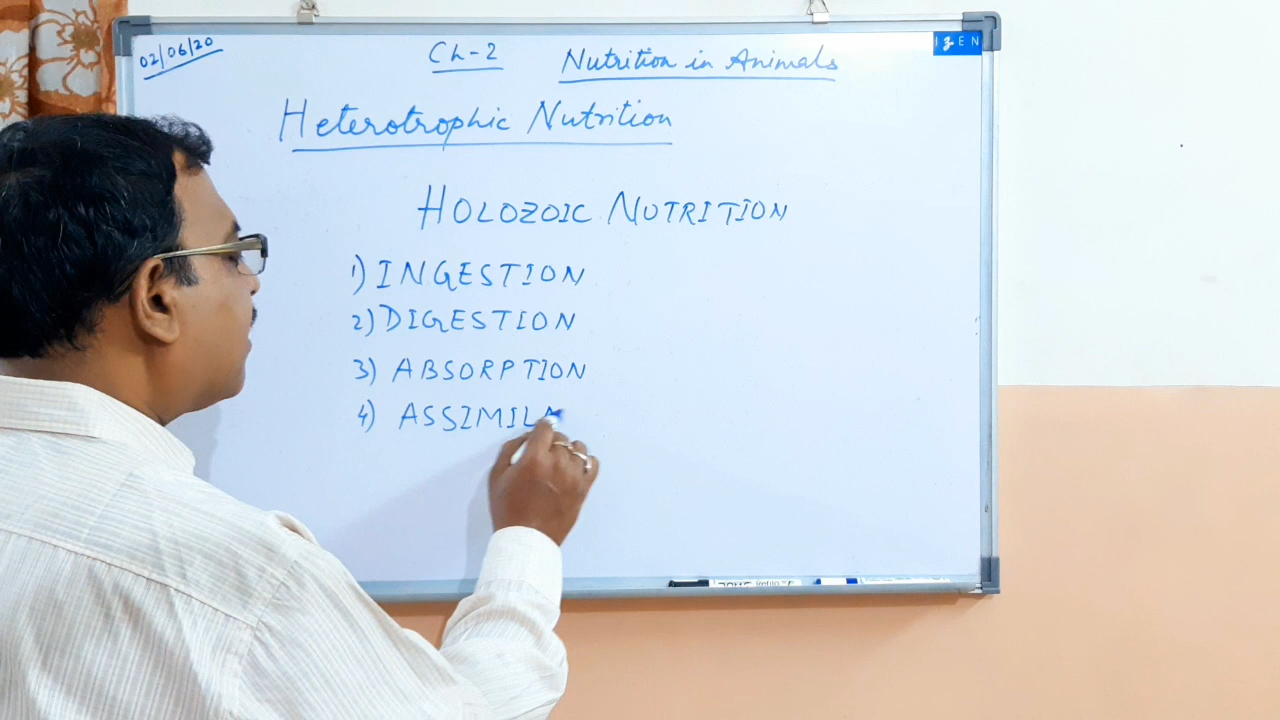 02/06/20
Ch-2 Nutrition in Animals
IZEN
Heterotrophic Nutrition
HOLOZOIC NUTRITION
1) INGESTION
2) DIGESTION
3) ABSORPTION
4) ASSIMILA